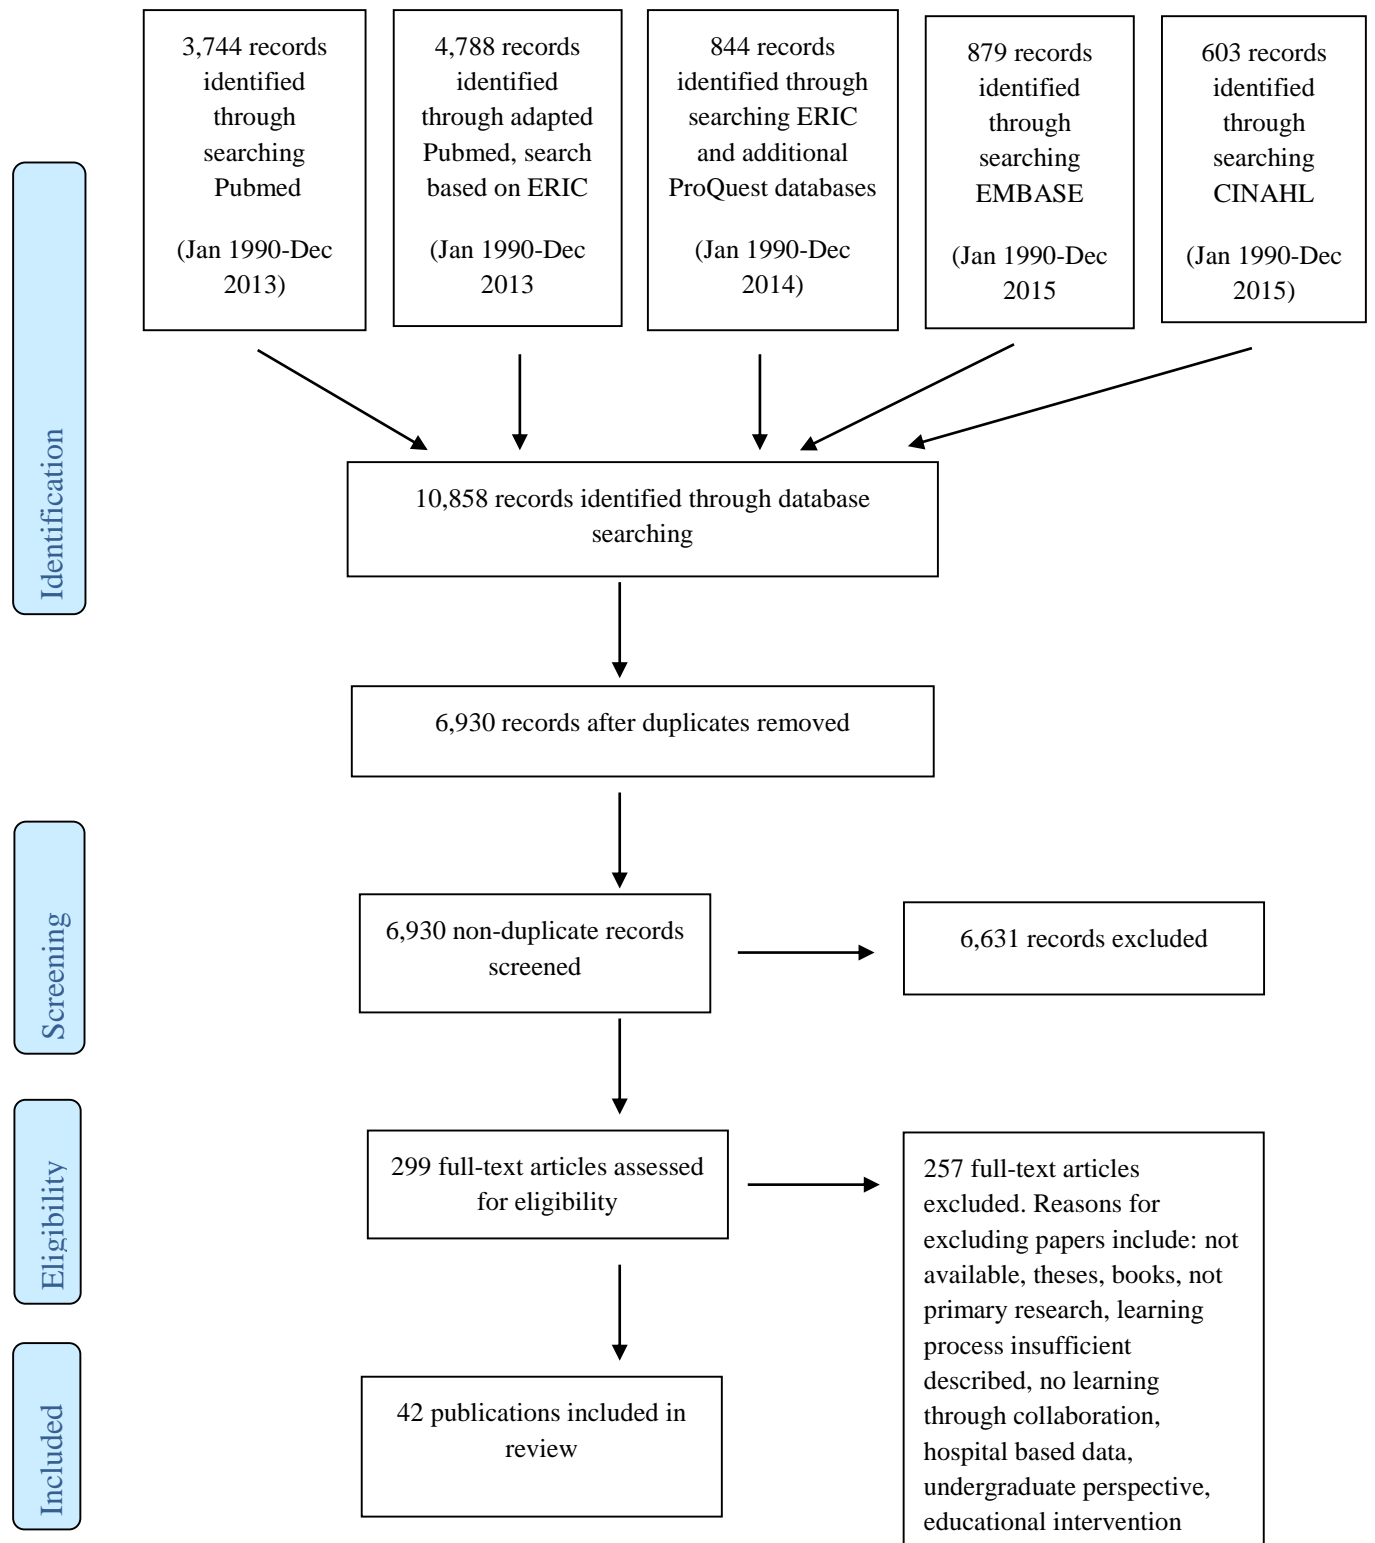 3,744 records
identified
through
searching
Pubmed
(Jan 1990-Dec
2013)
4,788 records
identified
through adapted
Pubmed, search
based on ERIC
(Jan 1990-Dec
2013
844 records
identified through
searching ERIC
and additional
ProQuest databases
(Jan 1990-Dec
2014)
879 records
identified
through
searching
EMBASE
(Jan 1990-Dec
2015
603 records
identified
through
searching
CINAHL
(Jan 1990-Dec
2015)
Identification
10,858 records identified through database
searching
6,930 records after duplicates removed
Screening
6,930 non-duplicate records
screened
6,631 records excluded
Eligibility
299 full-text articles assessed
for eligibility
257 full-text articles
excluded. Reasons for
excluding papers include: not
available, theses, books, not
primary research, learning
process insufficient
described, no learning
through collaboration,
hospital based data,
undergraduate perspective,
educational intervention
Included
42 publications included in
review